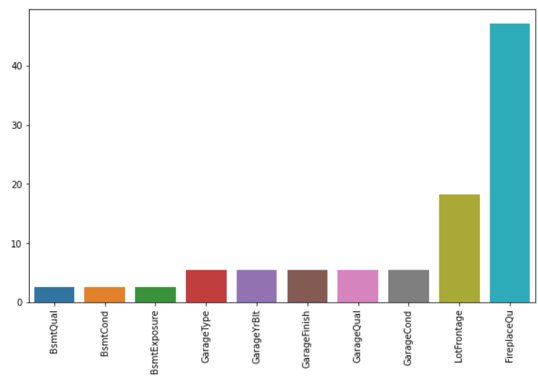 40
30
20
10
0
BsmtQual
BsmtCond
BsmtExposure
GarageType
GarageYrBlt
GarageFinish
GarageQual
GarageCond
LotFrontage
FireplaceQu